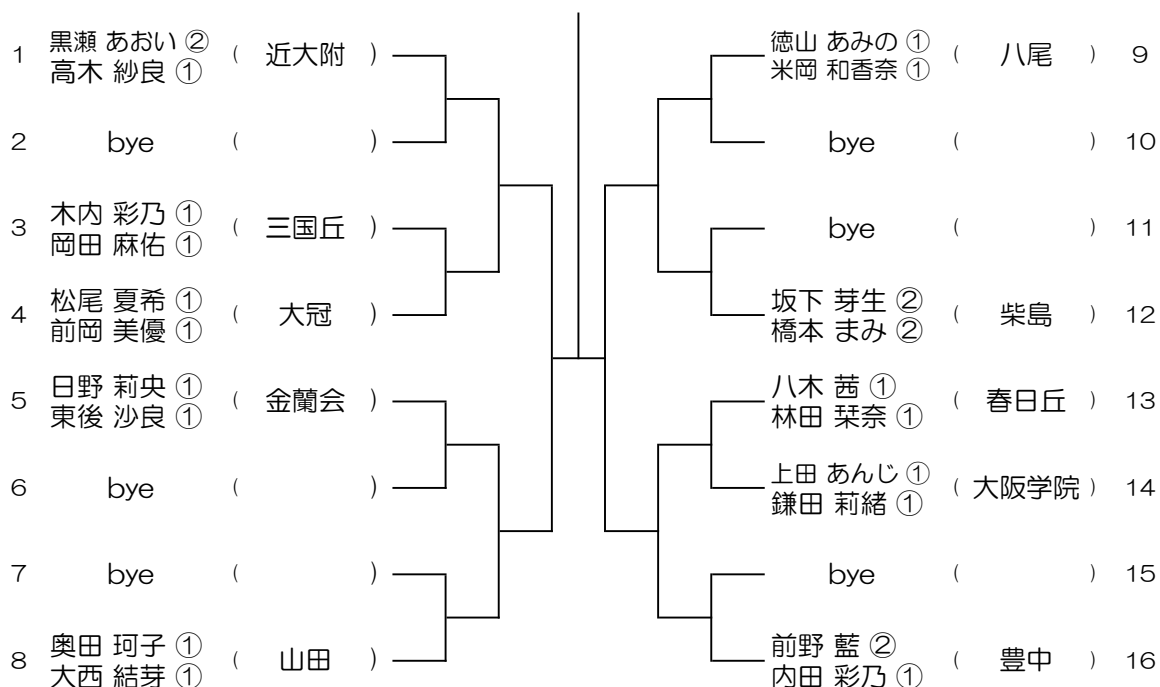 1 黒瀬 あおい ② ( 近大附 )
高木 紗良 ①
2 bye ( )
3 木内 彩乃 ① ( 三国丘 )
岡田 麻佑 ①
4 松尾 夏希 ① ( 大冠 )
前岡 美優 ①
5 日野 莉央 ① ( 金蘭会 )
東後 沙良 ①
6 bye ( )
7 bye ( )
8 奥田 珂子 ① ( 山田 )
大西 結芽 ①
徳山 あみの ① ( 八尾 ) 9
米岡 和香奈 ①
bye ( ) 10
bye ( ) 11
坂下 芽生 ② ( 柴島 ) 12
橋本 まみ ②
八木 茜 ① ( 春日丘 ) 13
林田 栞奈 ①
上田 あんじ ① ( 大阪学院 ) 14
鎌田 莉緒 ①
bye ( ) 15
前野 藍 ② ( 豊中 ) 16
内田 彩乃 ①